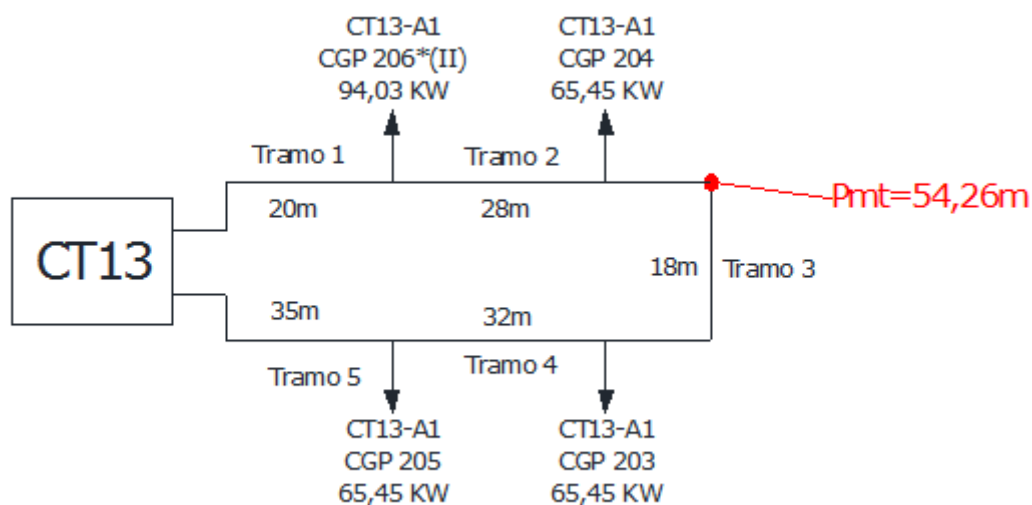 CT13-A1
CGP 206*(II)
94,03 KW
CT13-A1
CGP 204
65,45 KW
Tramo 1
Tramo 2
20m
28m
Pmt=54,26m
CT13
18m
Tramo 3
35m
32m
Tramo 5
Tramo 4
CT13-A1
CGP 205
65,45 KW
CT13-A1
CGP 203
65,45 KW